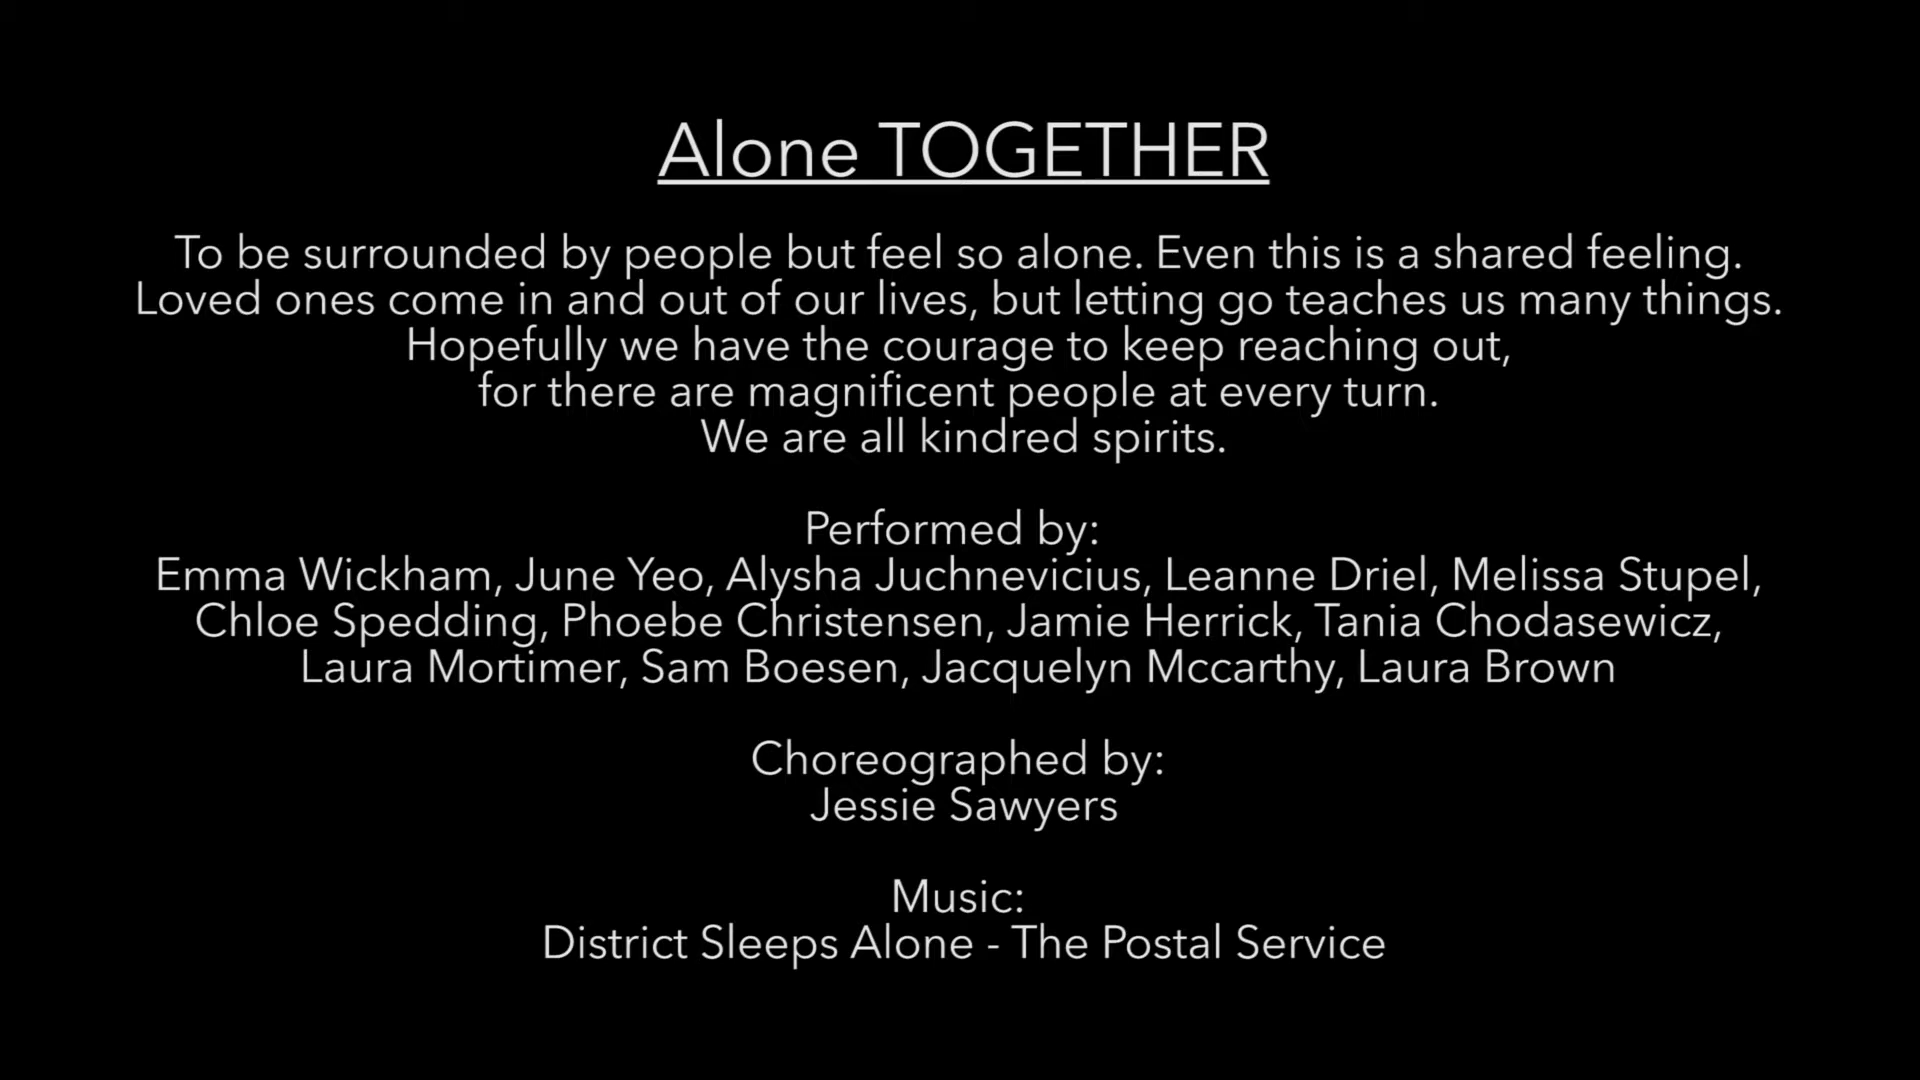 Alone TOGETHER
To be surrounded by people but feel so alone. Even this is a shared feeling.
Loved ones come in and out of our lives, but letting go teaches us many things.
Hopefully we have the courage to keep reaching out,
for there are magnificent people at every turn.
We are all kindred spirits.
Performed by:
Emma Wickham, June Yeo, Alysha Juchnevicius, Leanne Driel, Melissa Stupel,
Chloe Spedding, Phoebe Christensen, Jamie Herrick, Tania Chodasewicz,
Laura Mortimer, Sam Boesen, Jacquelyn Mccarthy, Laura Brown
Choreographed by:
Jessie Sawyers
Music:
District Sleeps Alone - The Postal Service